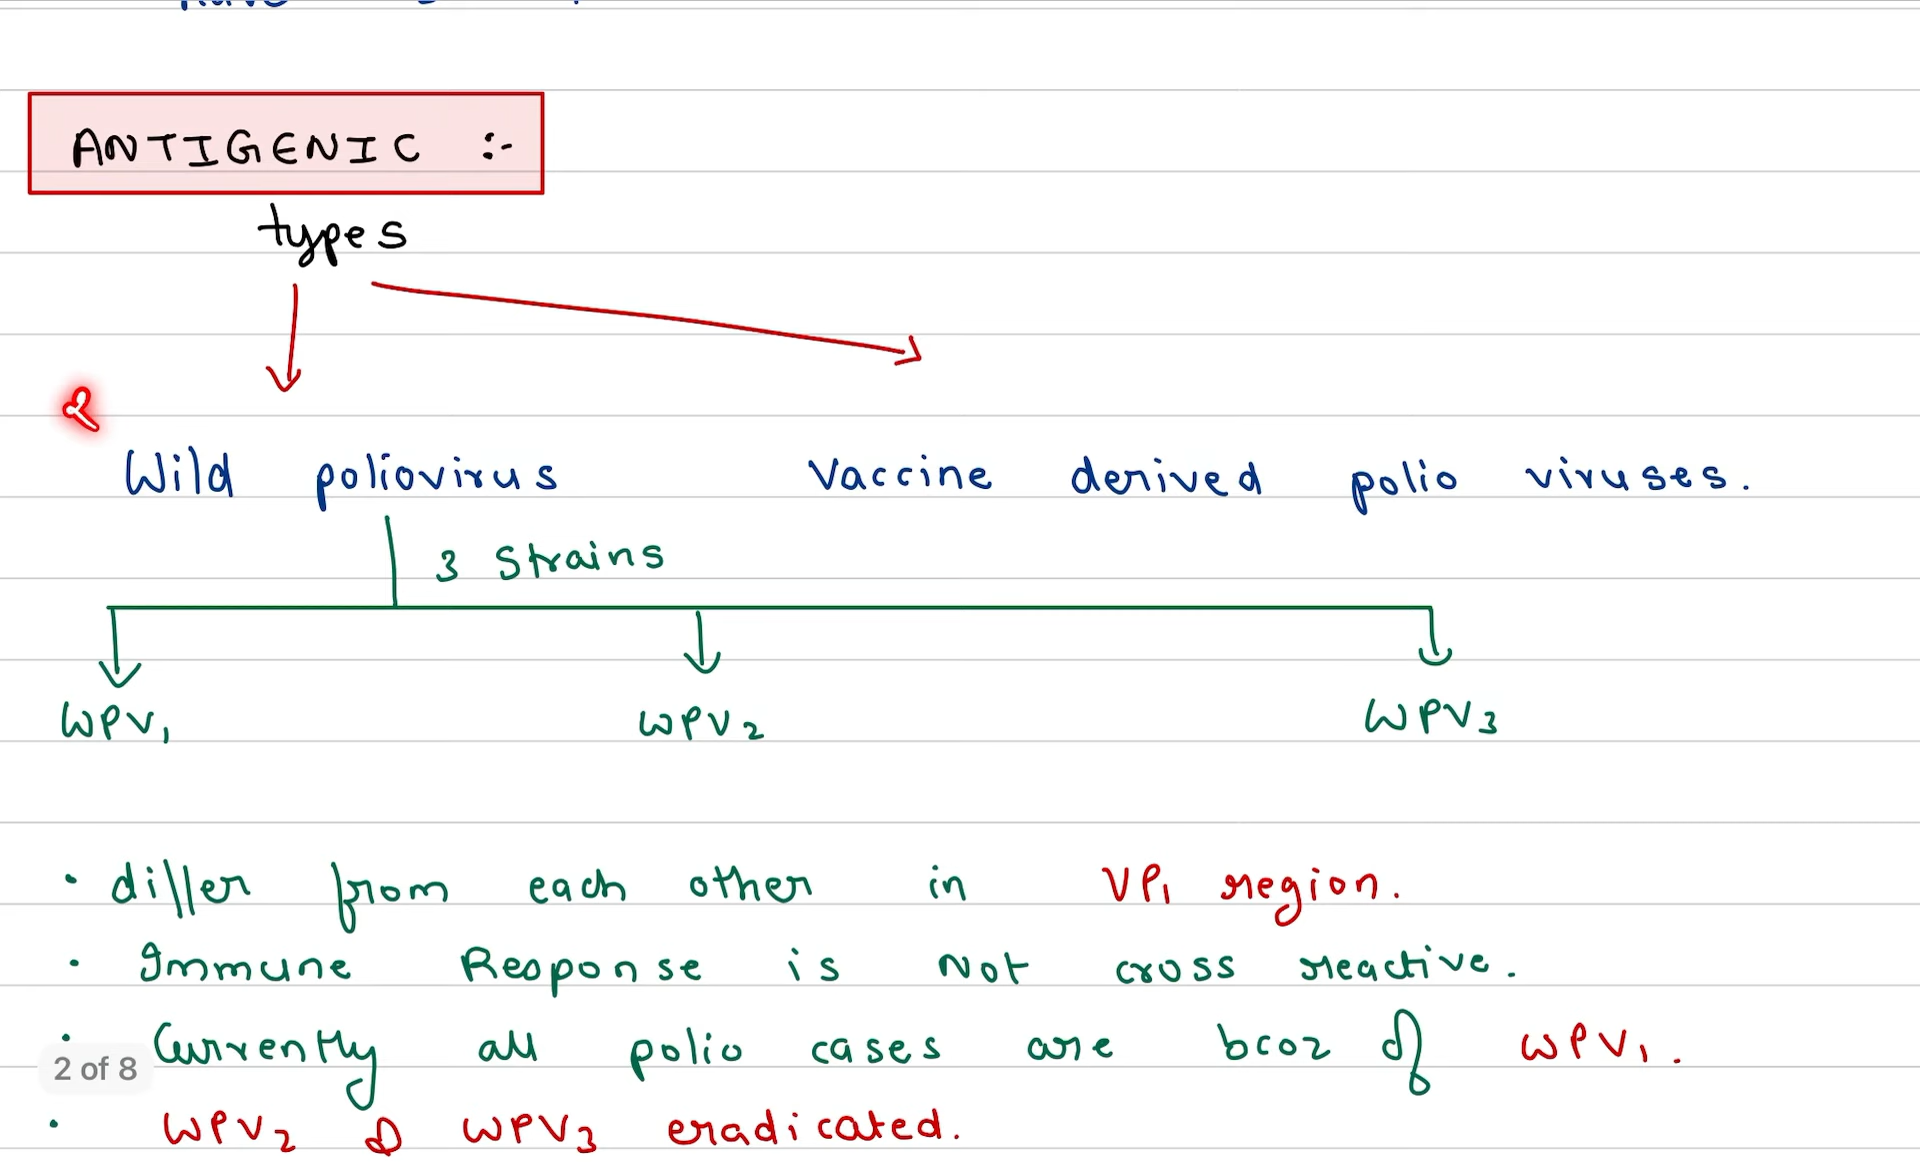 ANTIGENIC :-
types
Wild poliovirus
Vaccine derived polio viruses.
3 Strains
WPV1
WPV2
WPV3
• differ from each other in VP1 region.
• Immune Response is Not cross reactive.
• Currently all polio cases are bcoz of WPV1.
2 of 8
• WPV2 & WPV3 eradicated.